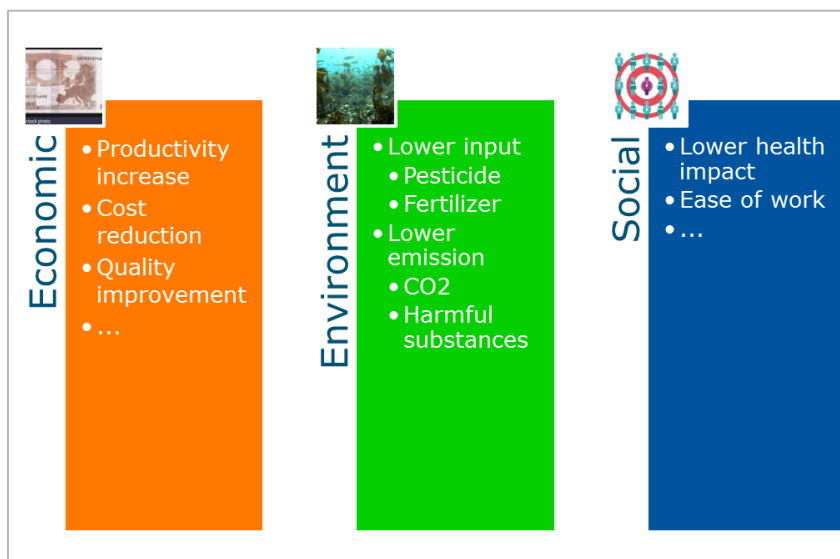 Economic
• Productivity
increase
• Cost
reduction
• Quality
improvement
• ...
Environment
• Lower input
• Pesticide
• Fertilizer
• Lower
emission
• CO2
• Harmful
substances
Social
• Lower health
impact
• Ease of work
• ...